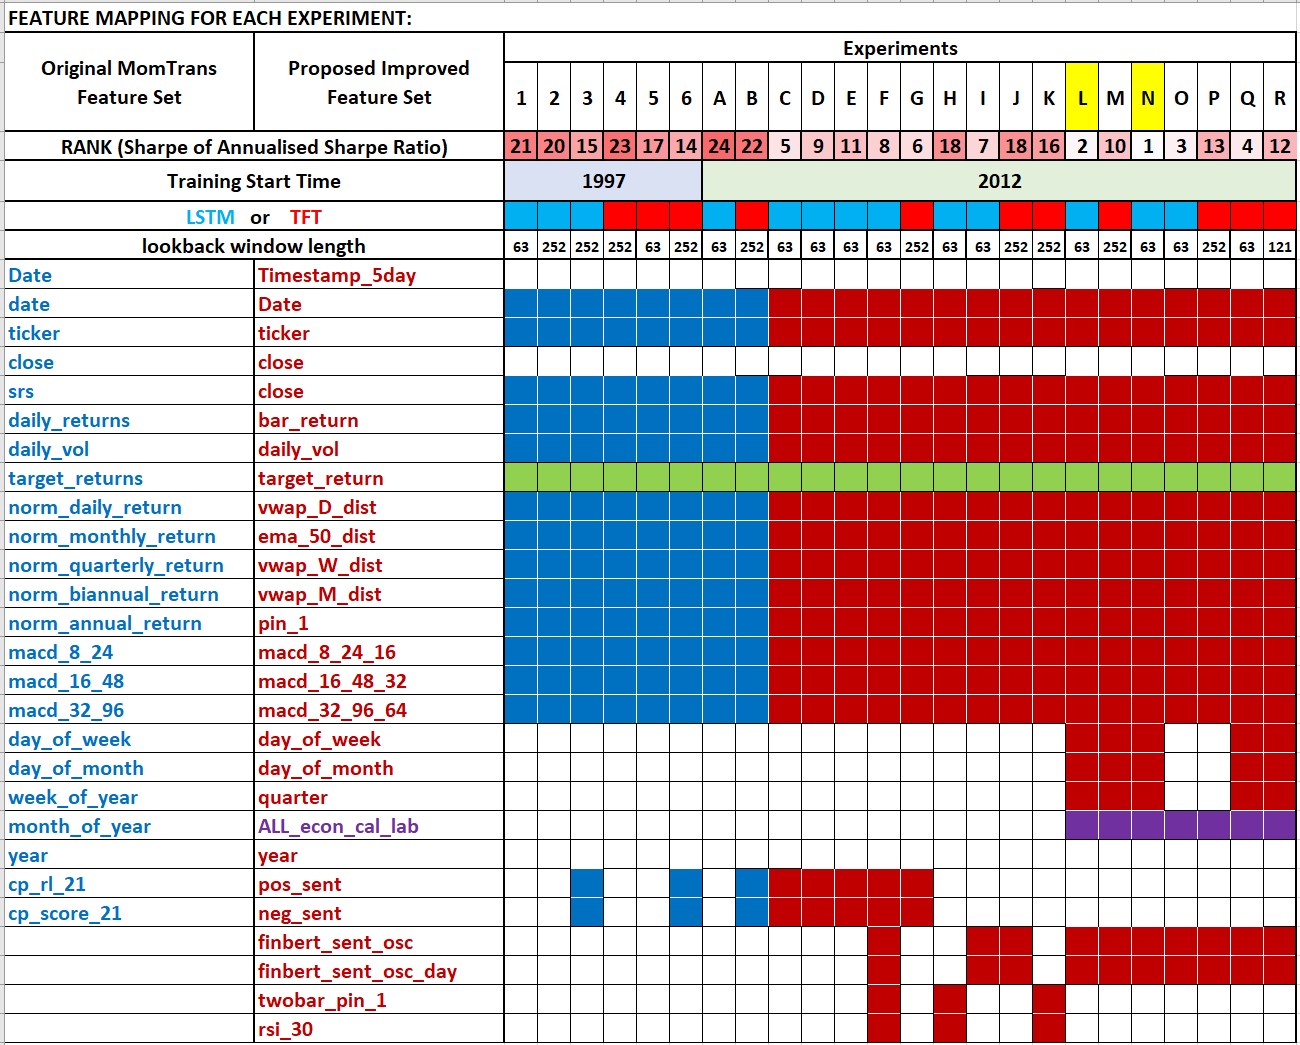 FEATURE MAPPING FOR EACH EXPERIMENT:
Original MomTrans Feature Set Proposed Improved Feature Set Experiments
1 2 3 4 5 6 A B C D E F G H I J K L M N O P Q R
RANK (Sharpe of Annualised Sharpe Ratio) 21 20 15 23 17 14 24 22 5 9 11 8 6 18 7 18 16 2 10 1 3 13 4 12
Training Start Time 1997 2012
LSTM or TFT
lookback window length 63 252 252 252 63 252 63 252 63 63 63 63 252 63 63 252 252 63 252 63 63 252 63 121
Date Timestamp_5day
date Date
ticker ticker
close close
srs close
daily_returns bar_return
daily_vol daily_vol
target_returns target_return
norm_daily_return vwap_D_dist
norm_monthly_return ema_50_dist
norm_quarterly_return vwap_W_dist
norm_biannual_return vwap_M_dist
norm_annual_return pin_1
macd_8_24 macd_8_24_16
macd_16_48 macd_16_48_32
macd_32_96 macd_32_96_64
day_of_week day_of_week
day_of_month day_of_month
week_of_year quarter
month_of_year ALL_econ_cal_lab
year year
cp_rl_21 pos_sent
cp_score_21 neg_sent
finbert_sent_osc
finbert_sent_osc_day
twobar_pin_1
rsi_30